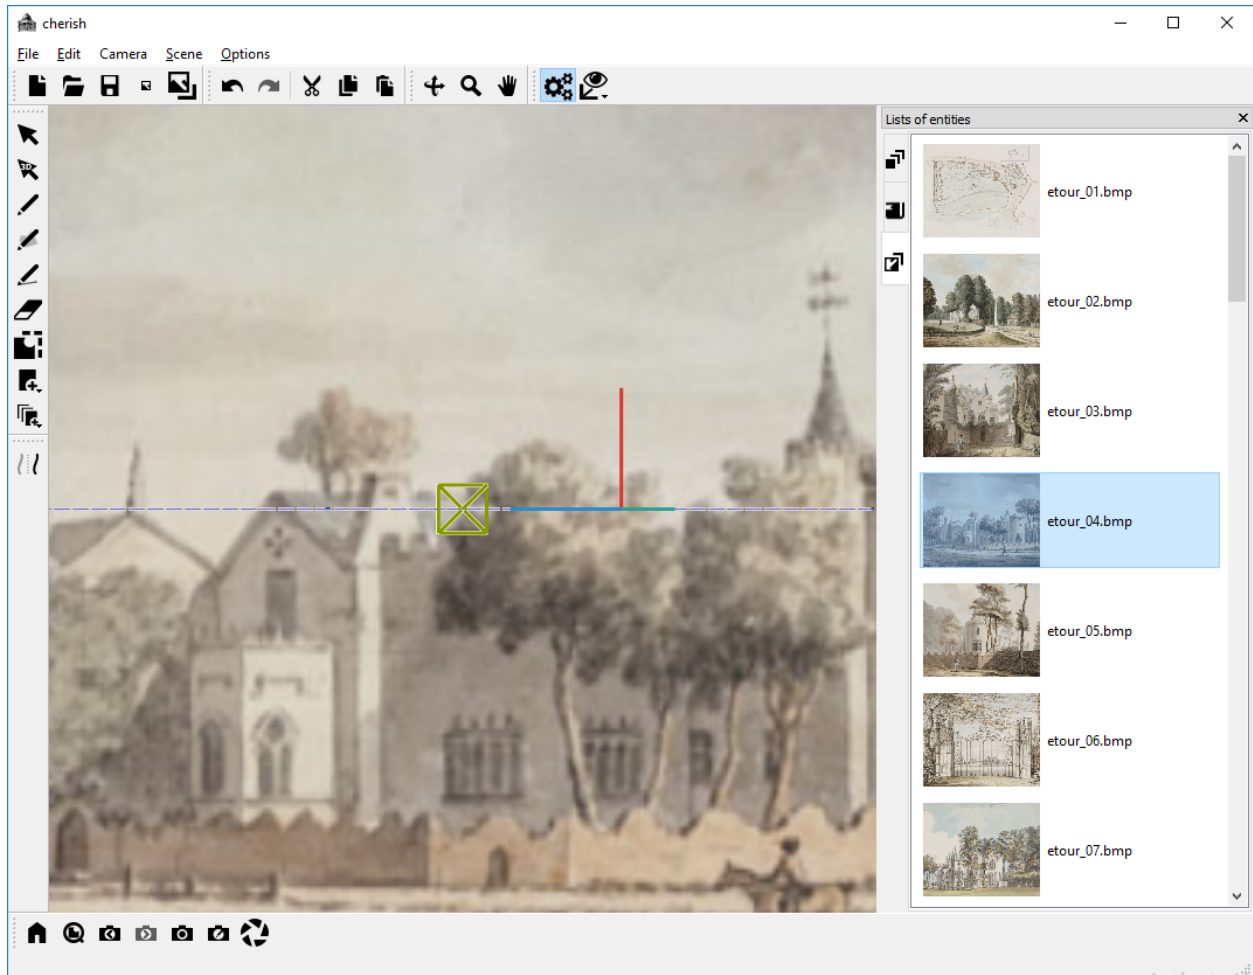 cherish
File Edit Camera Scene Options
Lists of entities
3D
etour_01.bmp
etour_02.bmp
etour_03.bmp
etour_04.bmp
etour_05.bmp
etour_06.bmp
etour_07.bmp